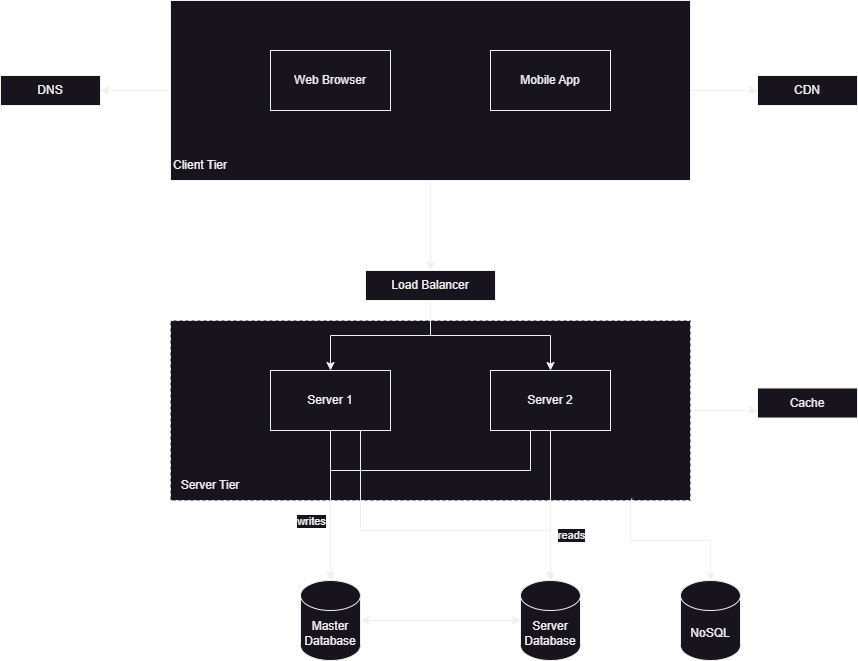 Web Browser
Mobile App
DNS
CDN
Client Tier
Load Balancer
Server 1
Server 2
Cache
Server Tier
writes
reads
Master
Database
Server
Database
NoSQL